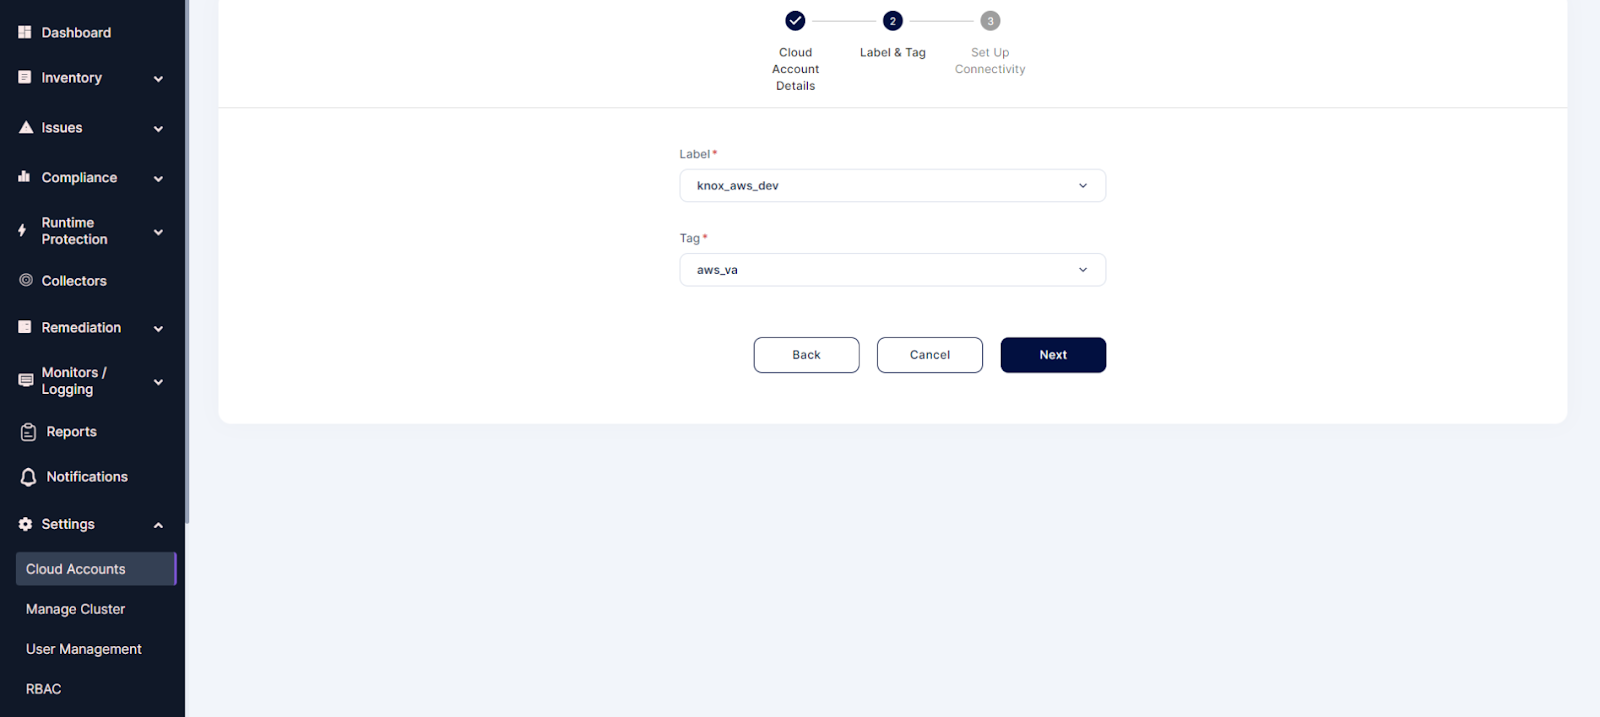 Dashboard
Inventory
Issues
Compliance
Runtime
Protection
Collectors
Remediation
Monitors /
Logging
Reports
Notifications
Settings
Cloud Accounts
Manage Cluster
User Management
RBAC
2
3
Cloud
Account
Details
Label & Tag
Set Up
Connectivity
Label*
knox_aws_dev
Tag*
aws_va
Back
Cancel
Next